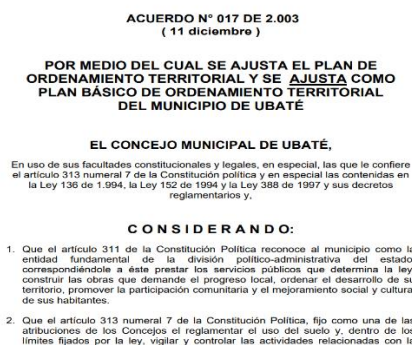 ACUERDO Nº 017 DE 2.003
( 11 diciembre )
POR MEDIO DEL CUAL SE AJUSTA EL PLAN DE
ORDENAMIENTO TERRITORIAL Y SE AJUSTA COMO
PLAN BÁSICO DE ORDENAMIENTO TERRITORIAL
DEL MUNICIPIO DE UBATÉ
EL CONCEJO MUNICIPAL DE UBATÉ,
En uso de sus facultades constitucionales y legales, en especial, las que le confiere
el artículo 313 numeral 7 de la Constitución política y en especial las contenidas en
la Ley 136 de 1.994, la Ley 152 de 1994 y la Ley 388 de 1997 y sus decretos
reglamentarios y,
C O N S I D E R A N D O:
1. Que el artículo 311 de la Constitución Política reconoce al municipio como la
entidad fundamental de la división político-administrativa del estado
correspondiéndole a éste prestar los servicios públicos que determina la ley
construir las obras que demande el progreso local, ordenar el desarrollo de su
territorio, promover la participación comunitaria y el mejoramiento social y cultura
de sus habitantes.
2. Que el artículo 313 numeral 7 de la Constitución Política, fijo como una de las
atribuciones de los Concejos el reglamentar el uso del suelo y, dentro de los
límites fijados por la ley, vigilar y controlar las actividades relacionadas con la